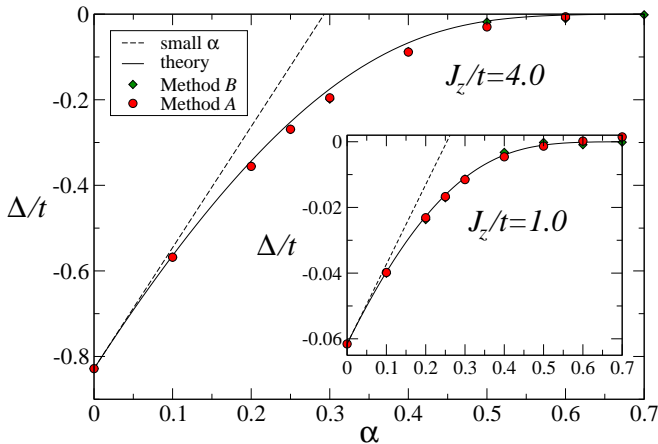 0
-0.2
-0.4
-0.6
-0.8
Δ/t
0 0.1 0.2 0.3 0.4 0.5 0.6 0.7
α
small α
theory
Method B
Method A
J_z/t=4.0
0
-0.02
-0.04
-0.06
Δ/t
J_z/t=1.0
0 0.1 0.2 0.3 0.4 0.5 0.6 0.7